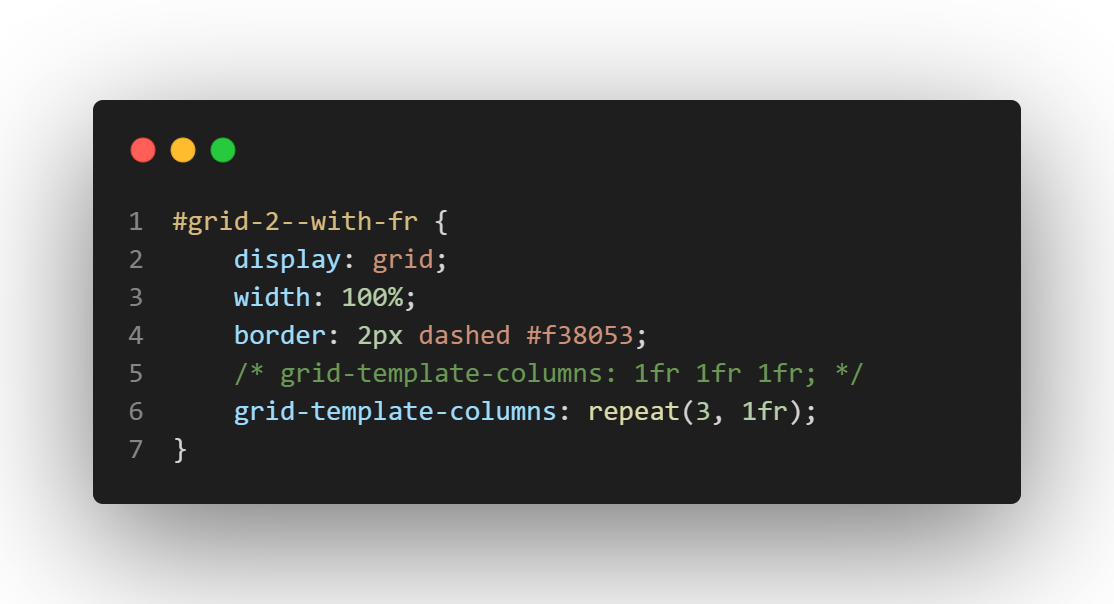 1 #grid-2--with-fr {
2     display: grid;
3     width: 100%;
4     border: 2px dashed #f38053;
5     /* grid-template-columns: 1fr 1fr 1fr; */
6     grid-template-columns: repeat(3, 1fr);
7 }